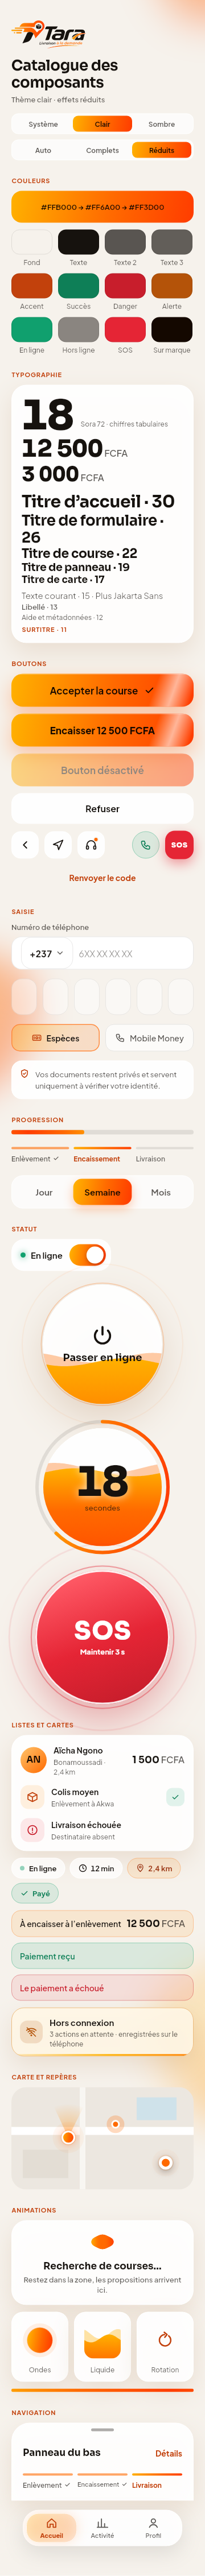 Tara
Catalogue des
composants
Thème clair · effets réduits
Système Clair Sombre
Auto Complets Réduits
COULEURS
#FFB000 → #FF6A00 → #FF3D00
Fond Texte Texte 2 Texte 3
Accent Succès Danger Alerte
En ligne Hors ligne SOS Sur marque
TYPOGRAPHIE
18 Sora 72 · chiffres tabulaires
12 500 FCFA
3 000 FCFA
Titre d’accueil · 30
Titre de formulaire ·
26
Titre de course · 22
Titre de panneau · 19
Titre de carte · 17
Texte courant · 15 · Plus Jakarta Sans
Libellé · 13
Aide et métadonnées · 12
SURTITRE · 11
BOUTONS
Accepter la course
Encaisser 12 500 FCFA
Bouton désactivé
Refuser
SOS
Renvoyer le code
SAISIE
Numéro de téléphone
+237 6XX XX XX XX
Espèces Mobile Money
Vos documents restent privés et servent
uniquement à vérifier votre identité.
PROGRESSION
Enlèvement Encaissement Livraison
Jour Semaine Mois
STATUT
En ligne
Passer en ligne
18
secondes
SOS
Maintenir 3 s
LISTES ET CARTES
AN Aïcha Ngono 1 500 FCFA
Bonamoussadi ·
2,4 km
Colis moyen
Enlèvement à Akwa
Livraison échouée
Destinataire absent
En ligne 12 min 2,4 km
Payé
À encaisser à l’enlèvement 12 500 FCFA
Paiement reçu
Le paiement a échoué
Hors connexion
3 actions en attente · enregistrées sur le
téléphone
CARTE ET REPÈRES
ANIMATIONS
Recherche de courses…
Restez dans la zone, les propositions arrivent
ici.
Ondes Liquide Rotation
NAVIGATION
Panneau du bas Détails
Enlèvement Encaissement Livraison
Accueil Activité Profil